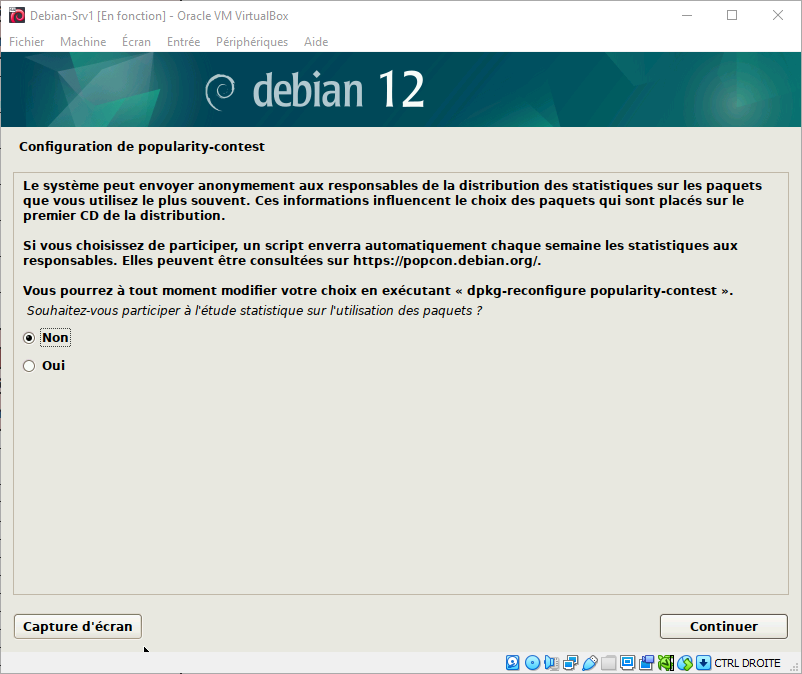 Debian-Srv1 [En fonction] - Oracle VM VirtualBox
Fichier Machine Écran Entrée Périphériques Aide
debian 12
Configuration de popularity-contest
Le système peut envoyer anonymement aux responsables de la distribution des statistiques sur les paquets
que vous utilisez le plus souvent. Ces informations influencent le choix des paquets qui sont placés sur le
premier CD de la distribution.
Si vous choisissez de participer, un script enverra automatiquement chaque semaine les statistiques aux
responsables. Elles peuvent être consultées sur https://popcon.debian.org/.
Vous pourrez à tout moment modifier votre choix en exécutant « dpkg-reconfigure popularity-contest ».
Souhaitez-vous participer à l'étude statistique sur l'utilisation des paquets ?
Non
Oui
Capture d'écran
Continuer
CTRL DROITE